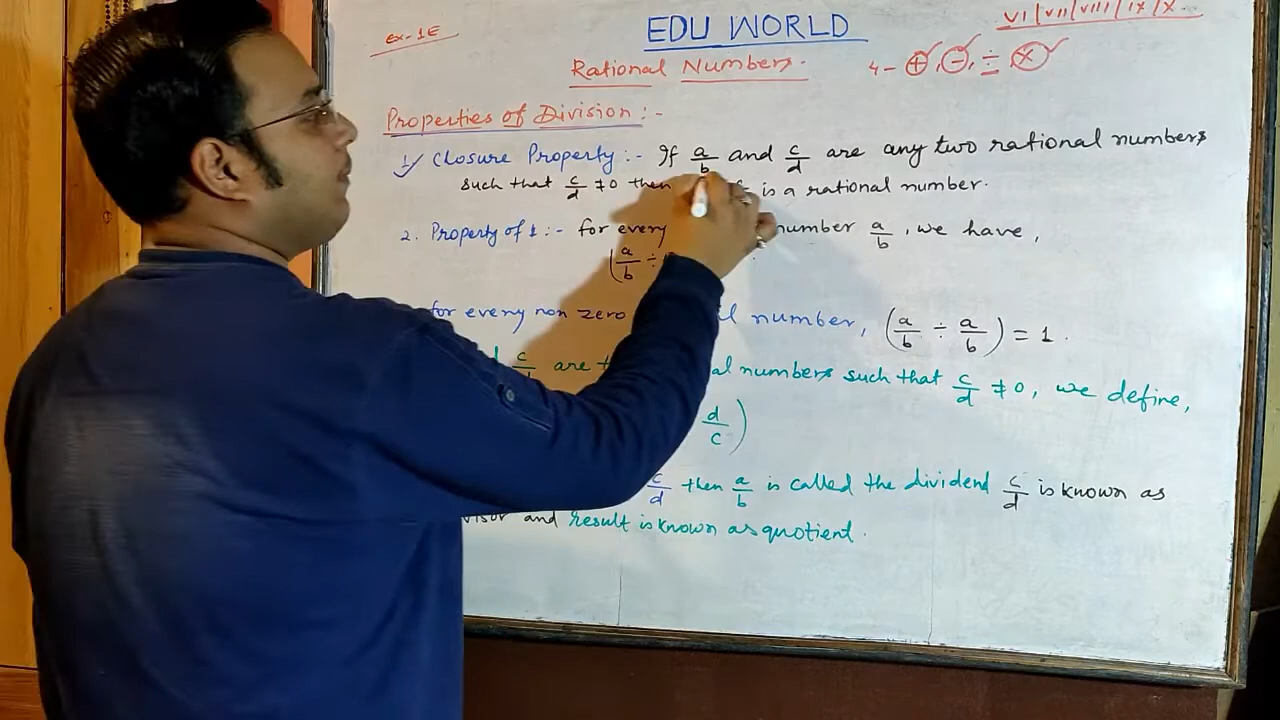 ex-1E
EDU WORLD
VI | VII | VIII | IX | X
Rational Numbers.
4 - +, -, ÷, ×
Properties of Division :-
1) Closure Property :- If a/b and c/d are any two rational numbers
such that c/d ≠ 0 then is a rational number.
2. Property of 1 :- for every number a/b, we have,
(a/b ÷
for every non zero number, (a/b ÷ a/b) = 1.
c/ are numbers such that c/d ≠ 0, we define,
d/c)
c/d then a/b is called the dividend c/d is known as
and result is known as quotient.